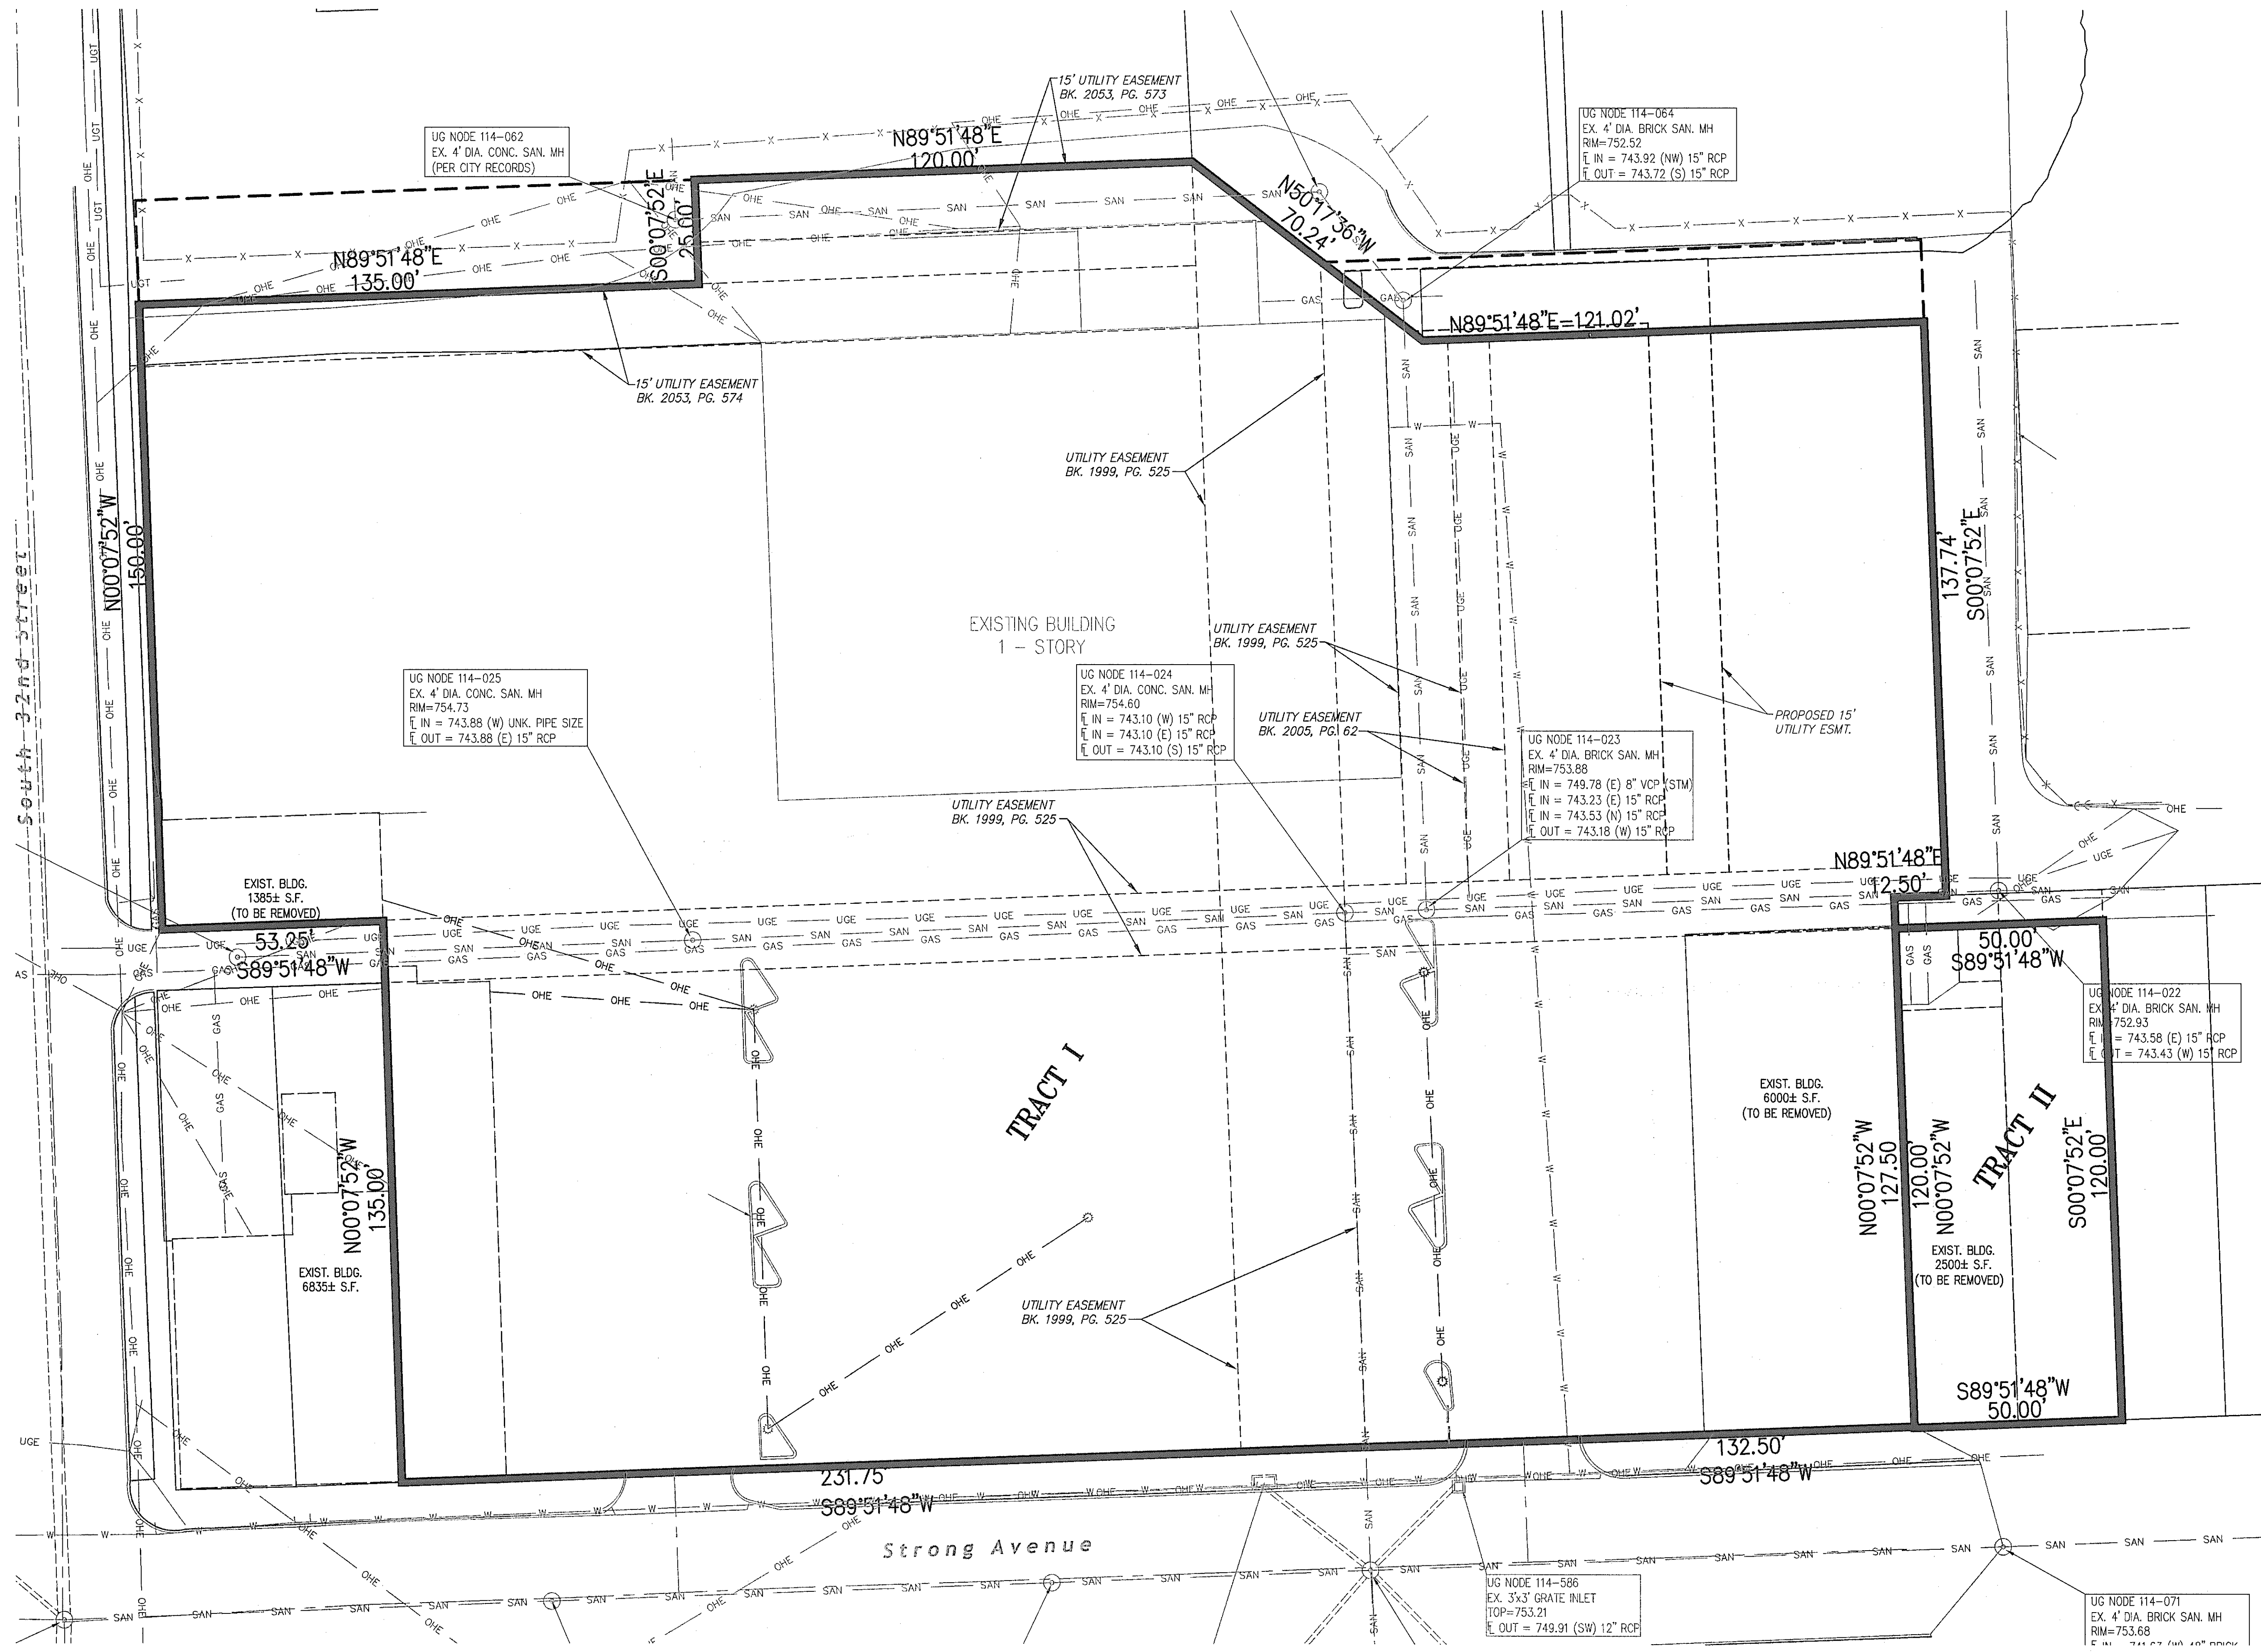 15' UTILITY EASEMENT
BK. 2053, PG. 573
UG NODE 114-062
EX. 4' DIA. CONC. SAN. MH
(PER CITY RECORDS)
N89°51'48"E
120.00'
UG NODE 114-064
EX. 4' DIA. BRICK SAN. MH
RIM=752.52
FL IN = 743.92 (NW) 15" RCP
FL OUT = 743.72 (S) 15" RCP
S00°07'52"E
25.00'
N50°17'36"W
70.24'
N89°51'48"E
135.00'
N89°51'48"E=121.02'
15' UTILITY EASEMENT
BK. 2053, PG. 574
UTILITY EASEMENT
BK. 1999, PG. 525
South 32nd Street
N00°07'52"W
150.00'
137.74'
S00°07'52"E
EXISTING BUILDING
1 - STORY
UTILITY EASEMENT
BK. 1999, PG. 525
UG NODE 114-025
EX. 4' DIA. CONC. SAN. MH
RIM=754.73
FL IN = 743.88 (W) UNK. PIPE SIZE
FL OUT = 743.88 (E) 15" RCP
UG NODE 114-024
EX. 4' DIA. CONC. SAN. MH
RIM=754.60
FL IN = 743.10 (W) 15" RCP
FL IN = 743.10 (E) 15" RCP
FL OUT = 743.10 (S) 15" RCP
UTILITY EASEMENT
BK. 2005, PG. 62
PROPOSED 15'
UTILITY ESMT.
UG NODE 114-023
EX. 4' DIA. BRICK SAN. MH
RIM=753.88
FL IN = 749.78 (E) 8" VCP (STM)
FL IN = 743.23 (E) 15" RCP
FL IN = 743.53 (N) 15" RCP
FL OUT = 743.18 (W) 15" RCP
UTILITY EASEMENT
BK. 1999, PG. 525
N89°51'48"E
12.50'
EXIST. BLDG.
1385± S.F.
(TO BE REMOVED)
53.25'
S89°51'48"W
50.00'
S89°51'48"W
UG NODE 114-022
EX. 4' DIA. BRICK SAN. MH
RIM=752.93
FL IN = 743.58 (E) 15" RCP
FL OUT = 743.43 (W) 15" RCP
TRACT I
EXIST. BLDG.
6000± S.F.
(TO BE REMOVED)
TRACT II
N00°07'52"W
135.00'
N00°07'52"W
127.50
120.00'
N00°07'52"W
S00°07'52"E
120.00'
EXIST. BLDG.
6835± S.F.
EXIST. BLDG.
2500± S.F.
(TO BE REMOVED)
UTILITY EASEMENT
BK. 1999, PG. 525
S89°51'48"W
50.00'
UGE
231.75'
S89°51'48"W
132.50'
S89°51'48"W
Strong Avenue
UG NODE 114-586
EX. 3'x3' GRATE INLET
TOP=753.21
FL OUT = 749.91 (SW) 12" RCP
UG NODE 114-071
EX. 4' DIA. BRICK SAN. MH
RIM=753.68